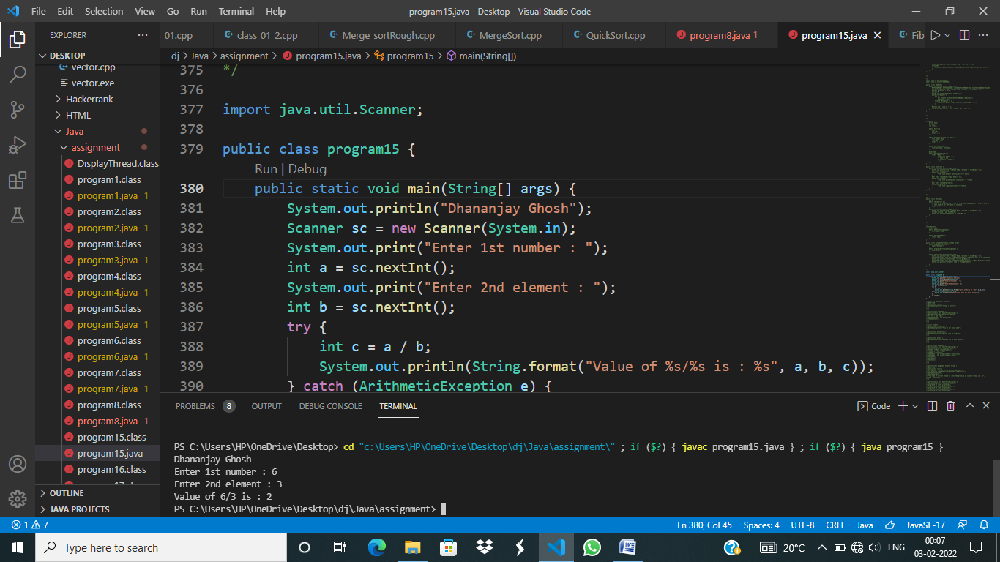 File Edit Selection View Go Run Terminal Help program15.java - Desktop - Visual Studio Code
EXPLORER
s_01.cpp class_01_2.cpp Merge_sortRough.cpp MergeSort.cpp QuickSort.cpp program8.java 1 program15.java Fib
DESKTOP
dj > Java > assignment > program15.java > program15 > main(String[])
vector.cpp
vector.exe
Hackerrank
HTML
Java
assignment
DisplayThread.class
program1.class
program1.java 1
program2.class
program2.java 1
program3.class
program3.java 1
program4.class
program4.java 1
program5.class
program5.java 1
program6.class
program6.java 1
program7.class
program7.java 1
program8.class
program8.java 1
program15.class
program15.java
program16.class
program17.class
OUTLINE
JAVA PROJECTS
375 */
376
377 import java.util.Scanner;
378
379 public class program15 {
Run | Debug
380 public static void main(String[] args) {
381 System.out.println("Dhananjay Ghosh");
382 Scanner sc = new Scanner(System.in);
383 System.out.print("Enter 1st number : ");
384 int a = sc.nextInt();
385 System.out.print("Enter 2nd element : ");
386 int b = sc.nextInt();
387 try {
388 int c = a / b;
389 System.out.println(String.format("Value of %s/%s is : %s", a, b, c));
390 } catch (ArithmeticException e) {
PROBLEMS 8 OUTPUT DEBUG CONSOLE TERMINAL Code
PS C:\Users\HP\OneDrive\Desktop> cd "c:\Users\HP\OneDrive\Desktop\dj\Java\assignment\" ; if ($?) { javac program15.java } ; if ($?) { java program15 }
Dhananjay Ghosh
Enter 1st number : 6
Enter 2nd element : 3
Value of 6/3 is : 2
PS C:\Users\HP\OneDrive\Desktop\dj\Java\assignment>
1 7 Ln 380, Col 45 Spaces: 4 UTF-8 CRLF Java JavaSE-17
Type here to search
20°C ENG
00:07
03-02-2022